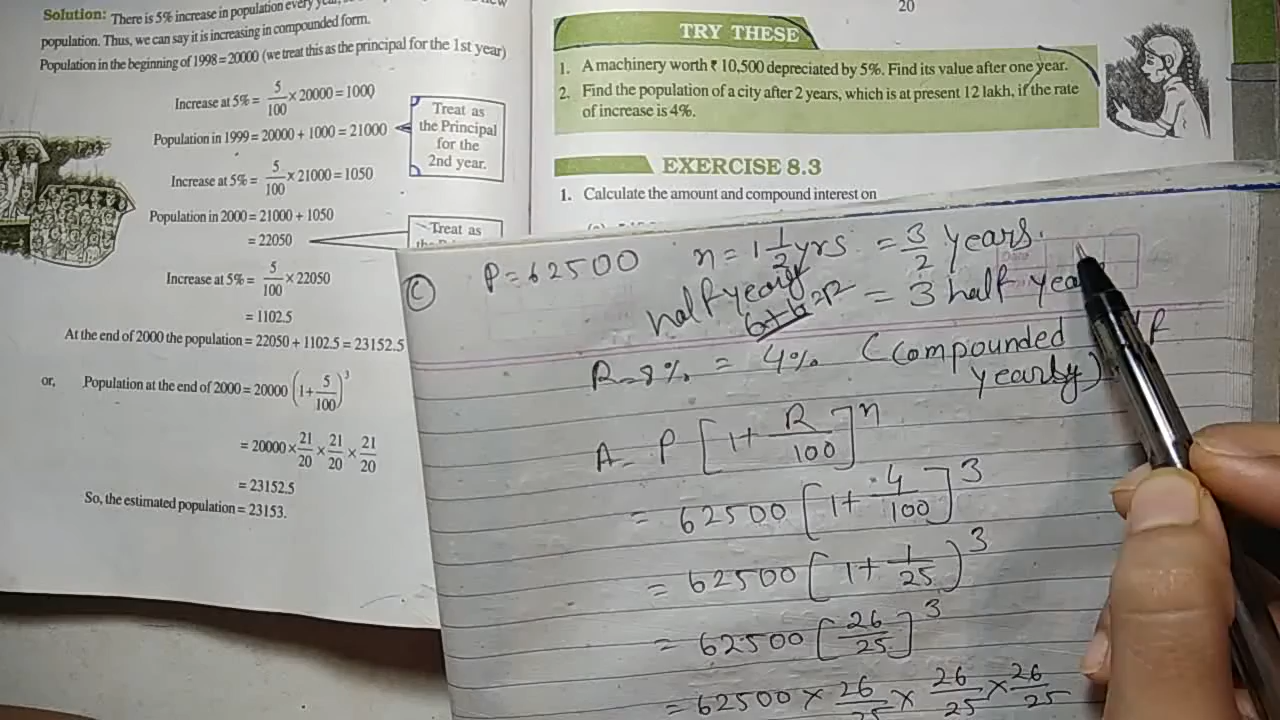 Solution: There is 5% increase in population every
population. Thus, we can say it is increasing in compounded form.
Population in the beginning of 1998 = 20000 (we treat this as the principal for the 1st year)
Increase at 5% = 5/100 × 20000 = 1000
Population in 1999 = 20000 + 1000 = 21000
Treat as
the Principal
for the
2nd year.
Increase at 5% = 5/100 × 21000 = 1050
Population in 2000 = 21000 + 1050
= 22050
Treat as
Increase at 5% = 5/100 × 22050
= 1102.5
At the end of 2000 the population = 22050 + 1102.5 = 23152.5
or, Population at the end of 2000 = 20000 (1 + 5/100)^3
= 20000 × 21/20 × 21/20 × 21/20
= 23152.5
So, the estimated population = 23153.
20
TRY THESE
1. A machinery worth ₹ 10,500 depreciated by 5%. Find its value after one year.
2. Find the population of a city after 2 years, which is at present 12 lakh, if the rate
of increase is 4%.
EXERCISE 8.3
1. Calculate the amount and compound interest on
(C) P = 62500 n = 1 1/2 yrs = 3/2 years.
half yearly = 3 half
R = 8% = 4% (compounded
yearly)
A = P [1 + R/100]^n
= 62500 [1 + 4/100]^3
= 62500 [1 + 1/25)^3
= 62500 [26/25]^3
= 62500 × 26/25 × 26/25 × 26/25